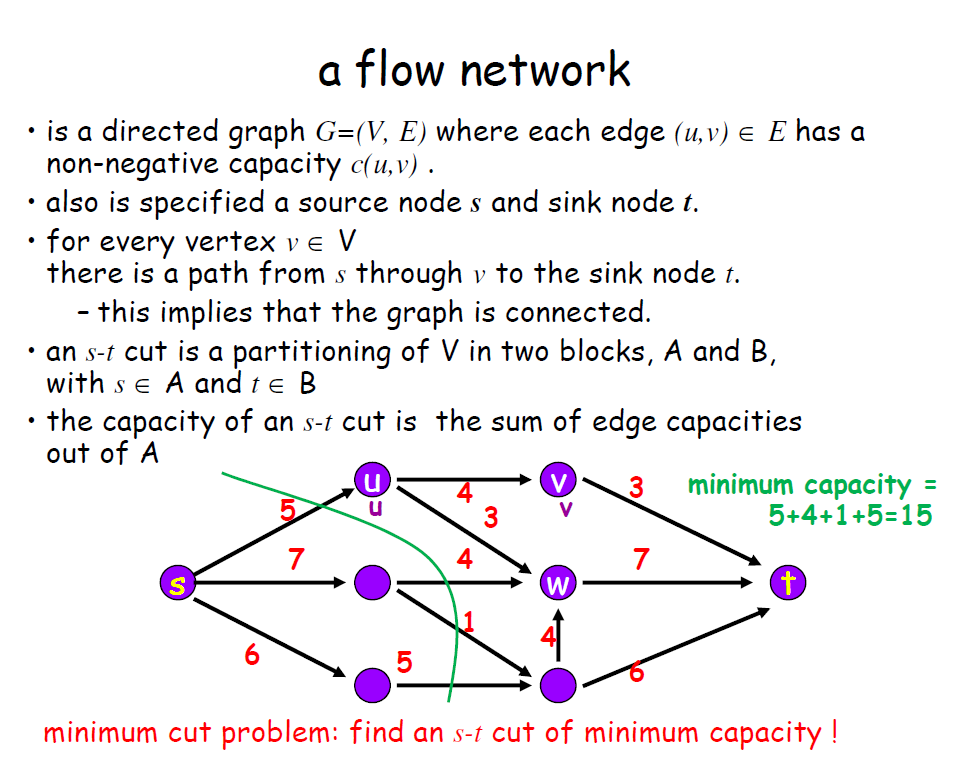 a flow network
• is a directed graph G=(V, E) where each edge (u,v) ∈ E has a
non-negative capacity c(u,v) .
• also is specified a source node s and sink node t.
• for every vertex v ∈ V
there is a path from s through v to the sink node t.
– this implies that the graph is connected.
• an s-t cut is a partitioning of V in two blocks, A and B,
with s ∈ A and t ∈ B
• the capacity of an s-t cut is the sum of edge capacities
out of A
u
v
4
3
minimum capacity =
5+4+1+5=15
5
u
v
3
7
4
7
s
w
t
1
4
6
5
6
minimum cut problem: find an s-t cut of minimum capacity !